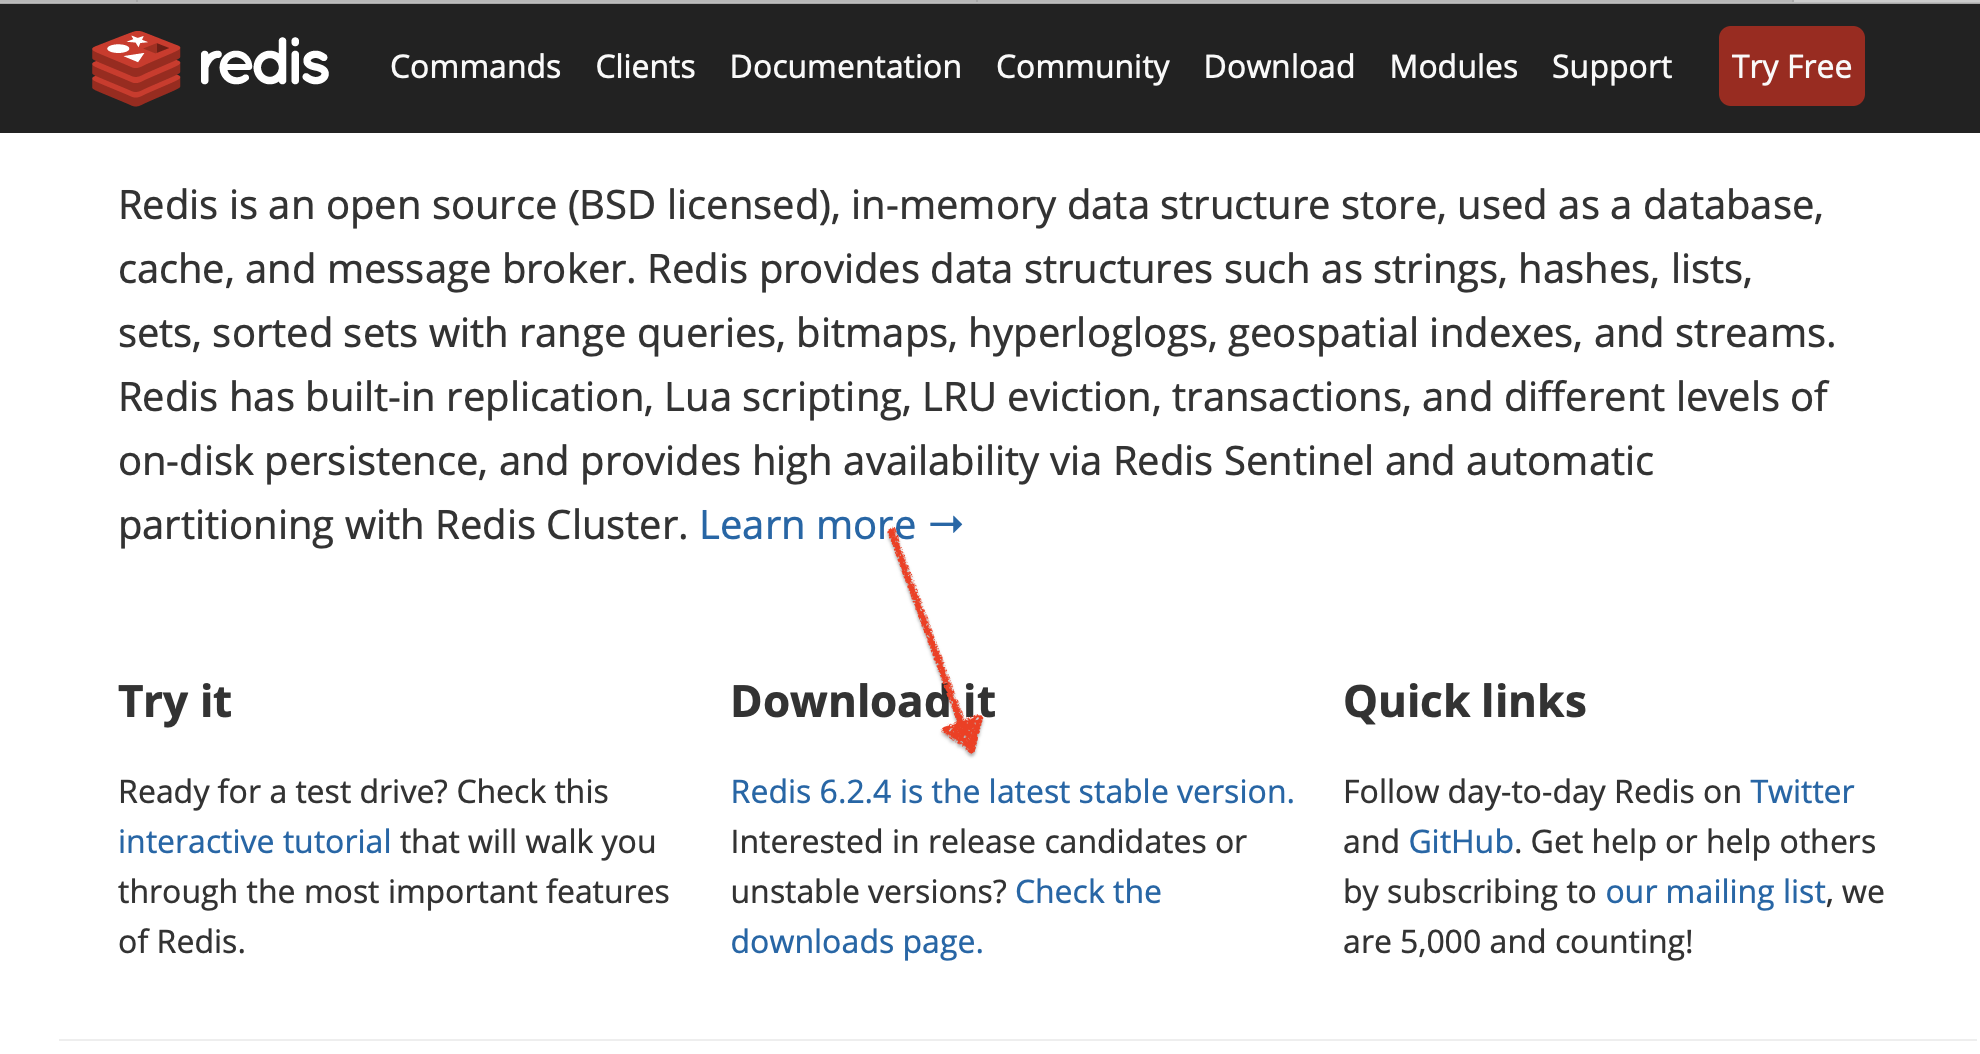 redis Commands Clients Documentation Community Download Modules Support Try Free
Redis is an open source (BSD licensed), in-memory data structure store, used as a database,
cache, and message broker. Redis provides data structures such as strings, hashes, lists,
sets, sorted sets with range queries, bitmaps, hyperloglogs, geospatial indexes, and streams.
Redis has built-in replication, Lua scripting, LRU eviction, transactions, and different levels of
on-disk persistence, and provides high availability via Redis Sentinel and automatic
partitioning with Redis Cluster. Learn more →
Try it
Ready for a test drive? Check this
interactive tutorial that will walk you
through the most important features
of Redis.
Download it
Redis 6.2.4 is the latest stable version.
Interested in release candidates or
unstable versions? Check the
downloads page.
Quick links
Follow day-to-day Redis on Twitter
and GitHub. Get help or help others
by subscribing to our mailing list, we
are 5,000 and counting!